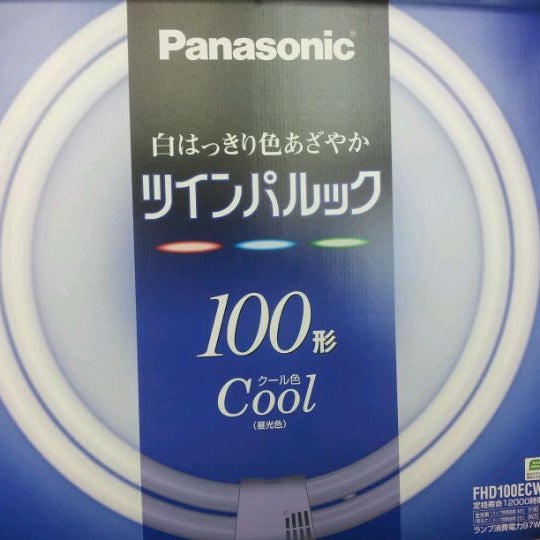 Panasonic
白はっきり色あざやか
ツインパルック
100形
クール色
Cool
(昼光色)
FHD100ECW
定格寿命12000時間
ランプ消費電力97W